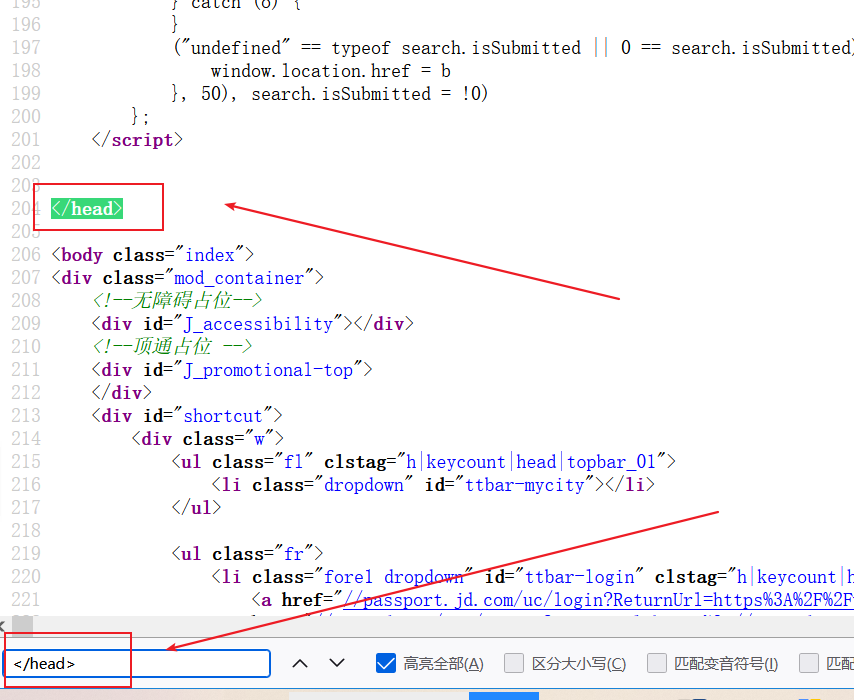 195 } catch (o) {
196 }
197 ("undefined" == typeof search.isSubmitted || 0 == search.isSubmitted)
198 window.location.href = b
199 }, 50), search.isSubmitted = !0)
200 };
201 </script>
202
203
204 </head>
205
206 <body class="index">
207 <div class="mod_container">
208 <!--无障碍占位-->
209 <div id="J_accessibility"></div>
210 <!--顶通占位 -->
211 <div id="J_promotional-top">
212 </div>
213 <div id="shortcut">
214 <div class="w">
215 <ul class="fl" clstag="h|keycount|head|topbar_01">
216 <li class="dropdown" id="ttbar-mycity"></li>
217 </ul>
218
219 <ul class="fr">
220 <li class="fore1 dropdown" id="ttbar-login" clstag="h|keycount|h
221 <a href="//passport.jd.com/uc/login?ReturnUrl=https%3A%2F%2F
</head>
高亮全部(A)
区分大小写(C)
匹配变音符号(I)
匹配